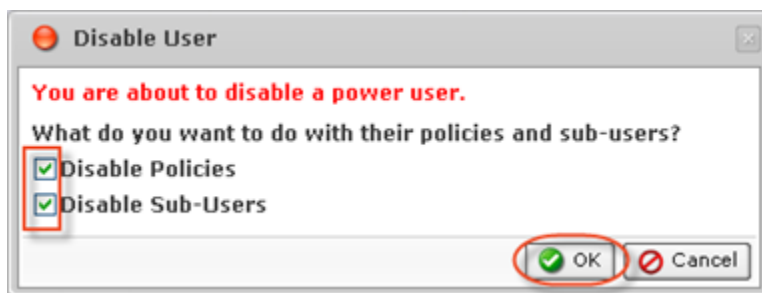 Disable User
You are about to disable a power user.
What do you want to do with their policies and sub-users?
Disable Policies
Disable Sub-Users
OK Cancel